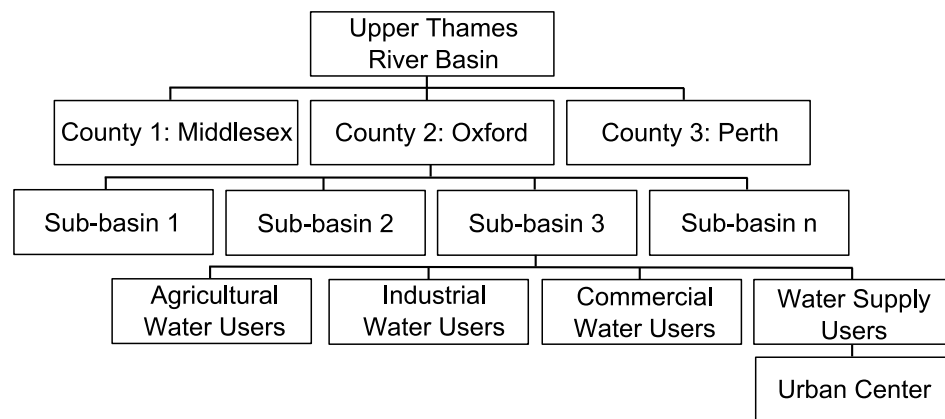 Upper Thames
River Basin
County 1: Middlesex
County 2: Oxford
County 3: Perth
Sub-basin 1
Sub-basin 2
Sub-basin 3
Sub-basin n
Agricultural
Water Users
Industrial
Water Users
Commercial
Water Users
Water Supply
Users
Urban Center